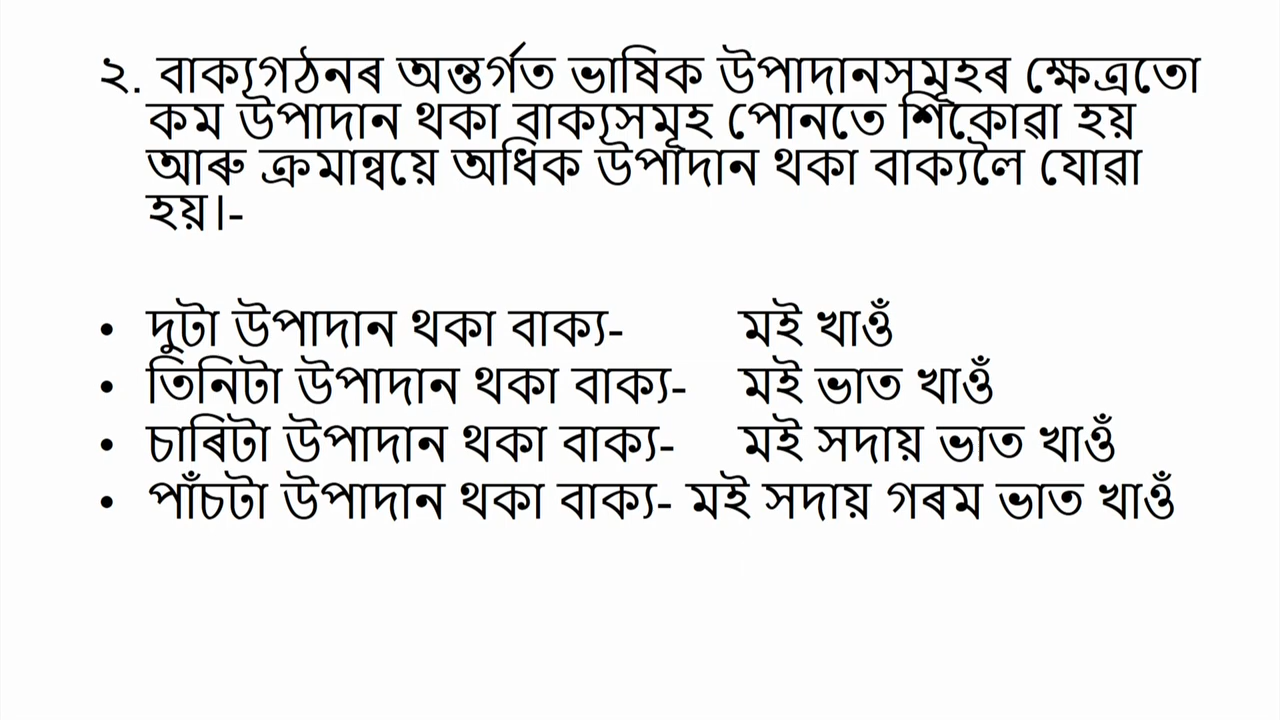 ২. বাক্যগঠনৰ অন্তৰ্গত ভাষিক উপাদানসমূহৰ ক্ষেত্ৰতো
কম উপাদান থকা বাক্যসমূহ পোনতে শিকোৱা হয়
আৰু ক্ৰমান্বয়ে অধিক উপাদান থকা বাক্যলৈ যোৱা
হয়।-
• দুটা উপাদান থকা বাক্য- মই খাওঁ
• তিনিটা উপাদান থকা বাক্য- মই ভাত খাওঁ
• চাৰিটা উপাদান থকা বাক্য- মই সদায় ভাত খাওঁ
• পাঁচটা উপাদান থকা বাক্য- মই সদায় গৰম ভাত খাওঁ